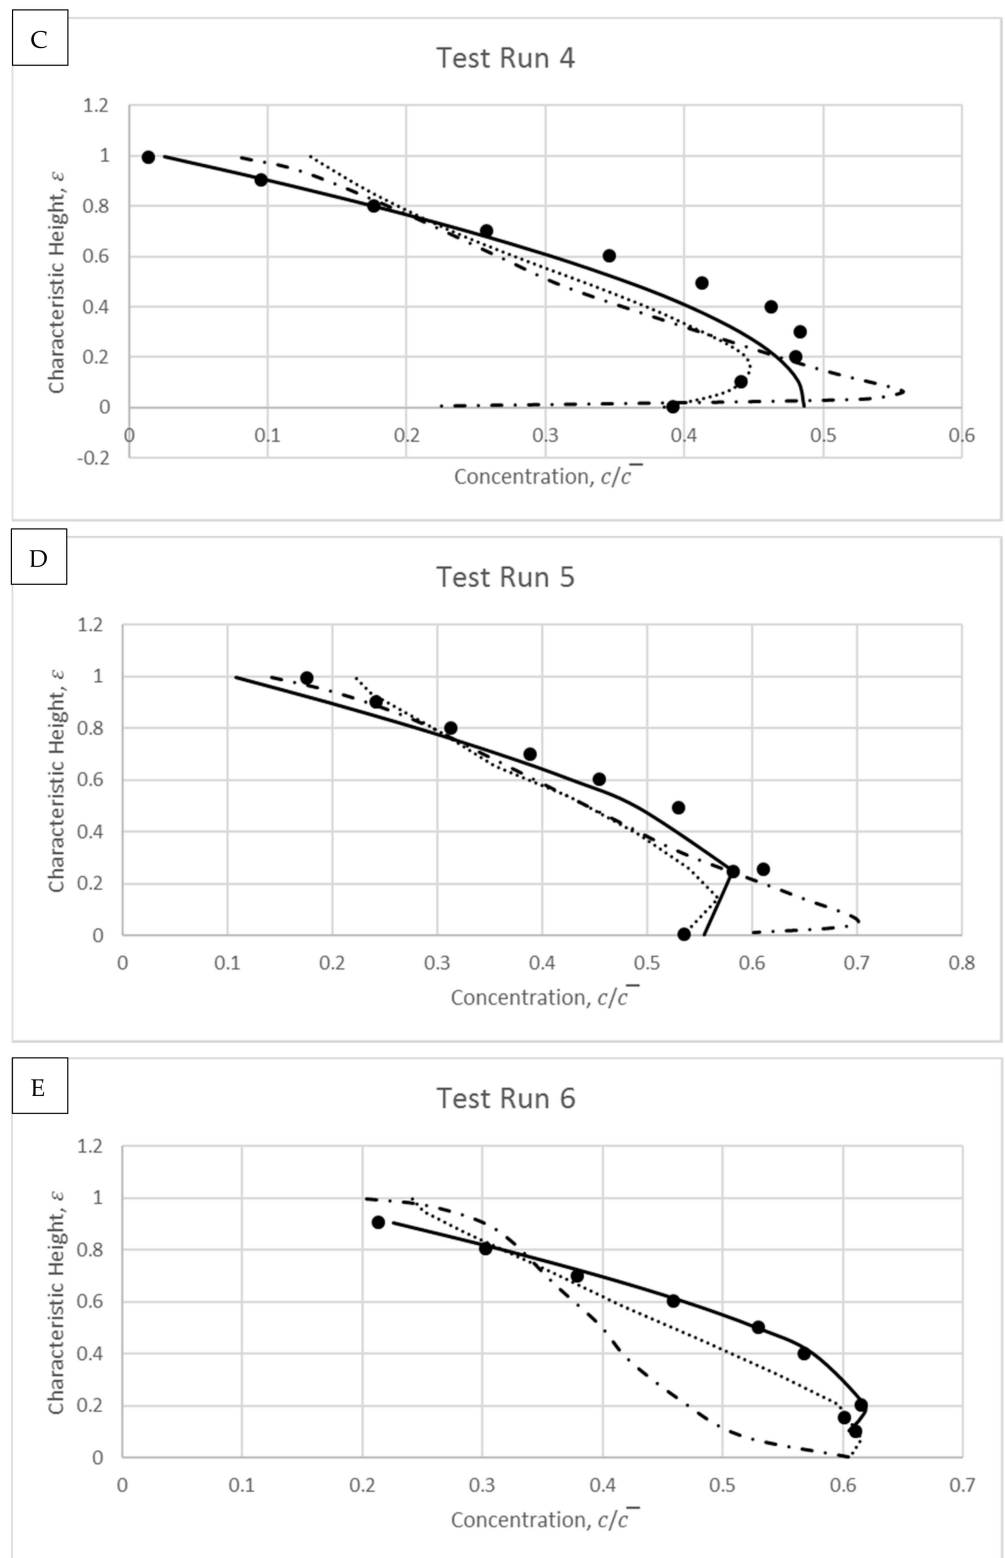 C
Test Run 4
Characteristic Height, ε
1.2
1
0.8
0.6
0.4
0.2
0
-0.2
0 0.1 0.2 0.3 0.4 0.5 0.6
Concentration, c/c̅
D
Test Run 5
Characteristic Height, ε
1.2
1
0.8
0.6
0.4
0.2
0
0 0.1 0.2 0.3 0.4 0.5 0.6 0.7 0.8
Concentration, c/c̅
E
Test Run 6
Characteristic Height, ε
1.2
1
0.8
0.6
0.4
0.2
0
0 0.1 0.2 0.3 0.4 0.5 0.6 0.7
Concentration, c/c̅